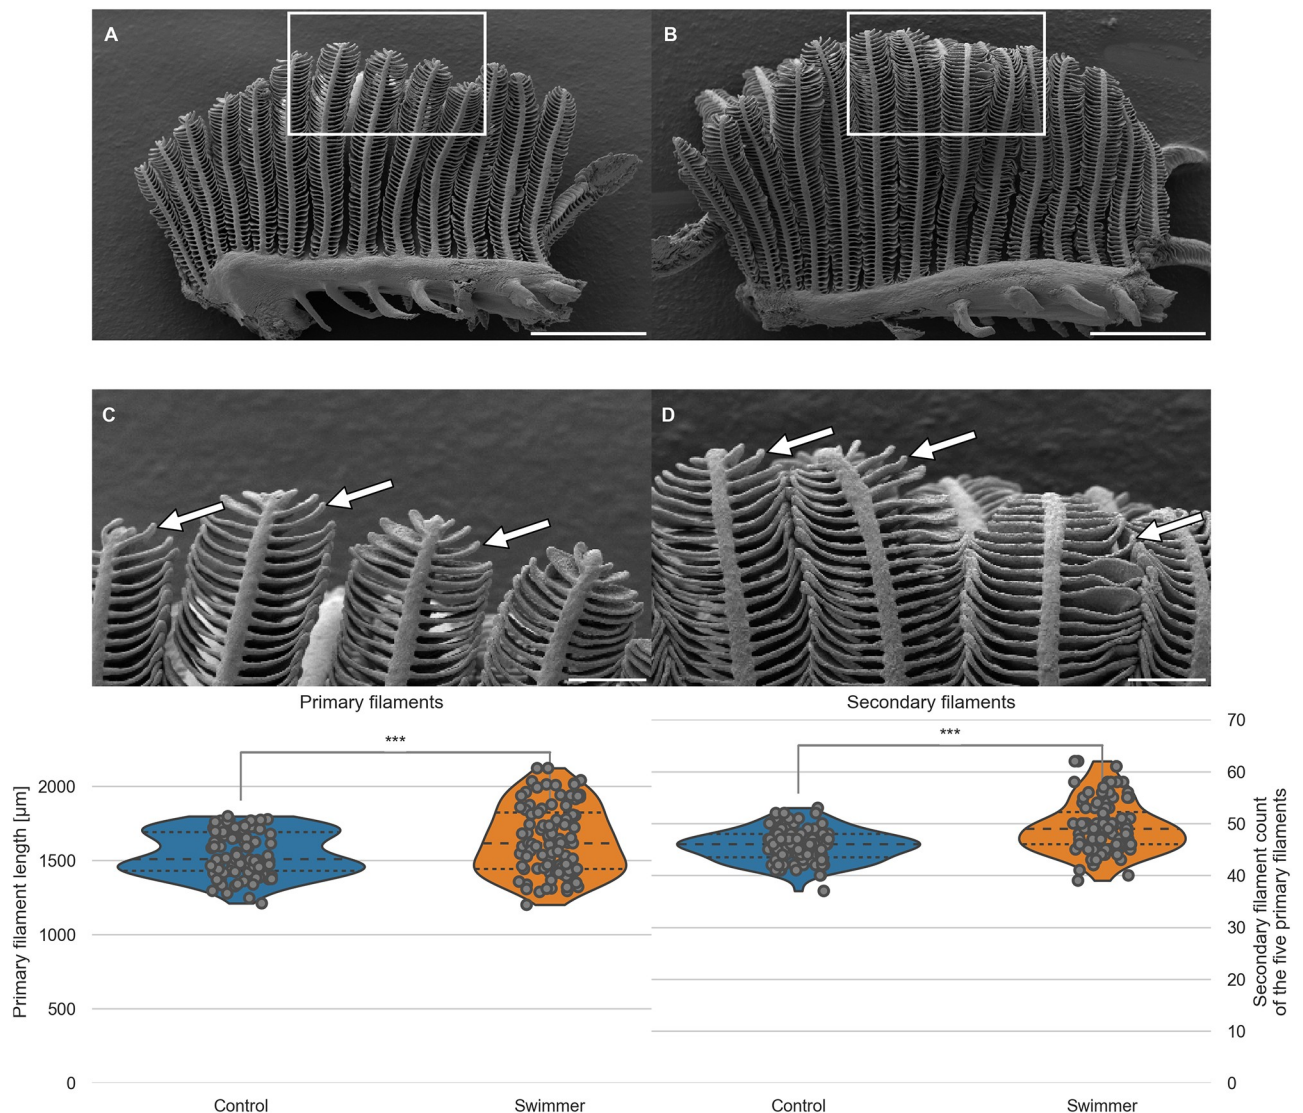 A
B
C
D
Primary filaments
Secondary filaments
***
***
Primary filament length [µm]
2000
1500
1000
500
0
70
60
50
40
30
20
10
0
Secondary filament count
of the five primary filaments
Control
Swimmer
Control
Swimmer